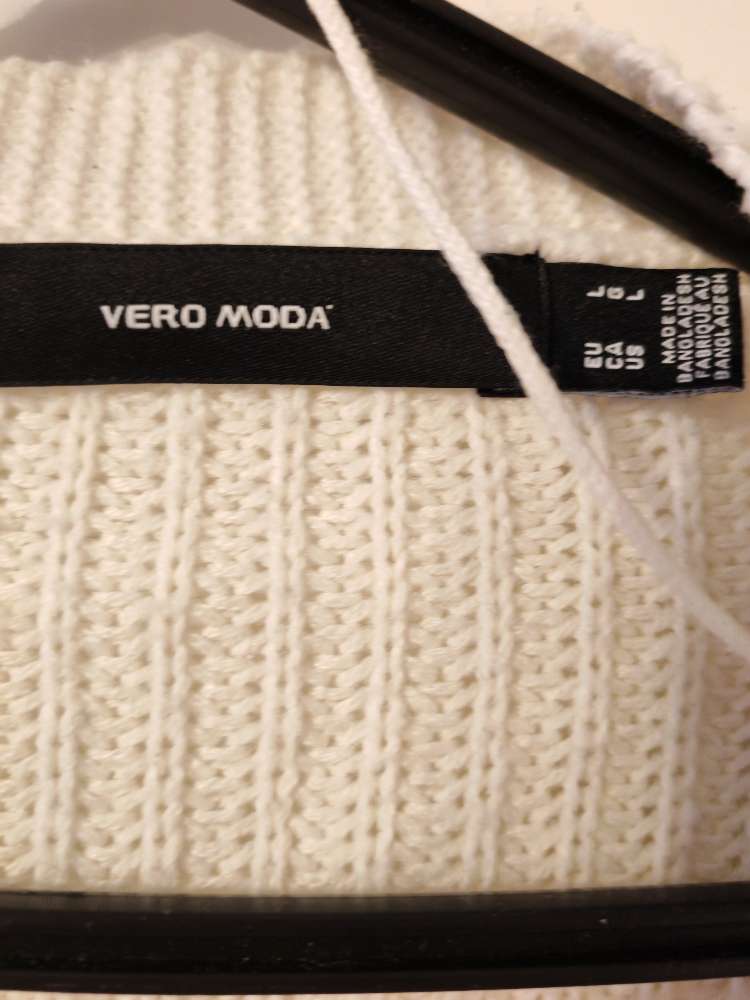 VERO MODA
EU L
CA G
US L
MADE IN
BANGLADESH
FABRIQUE AU
BANGLADESH